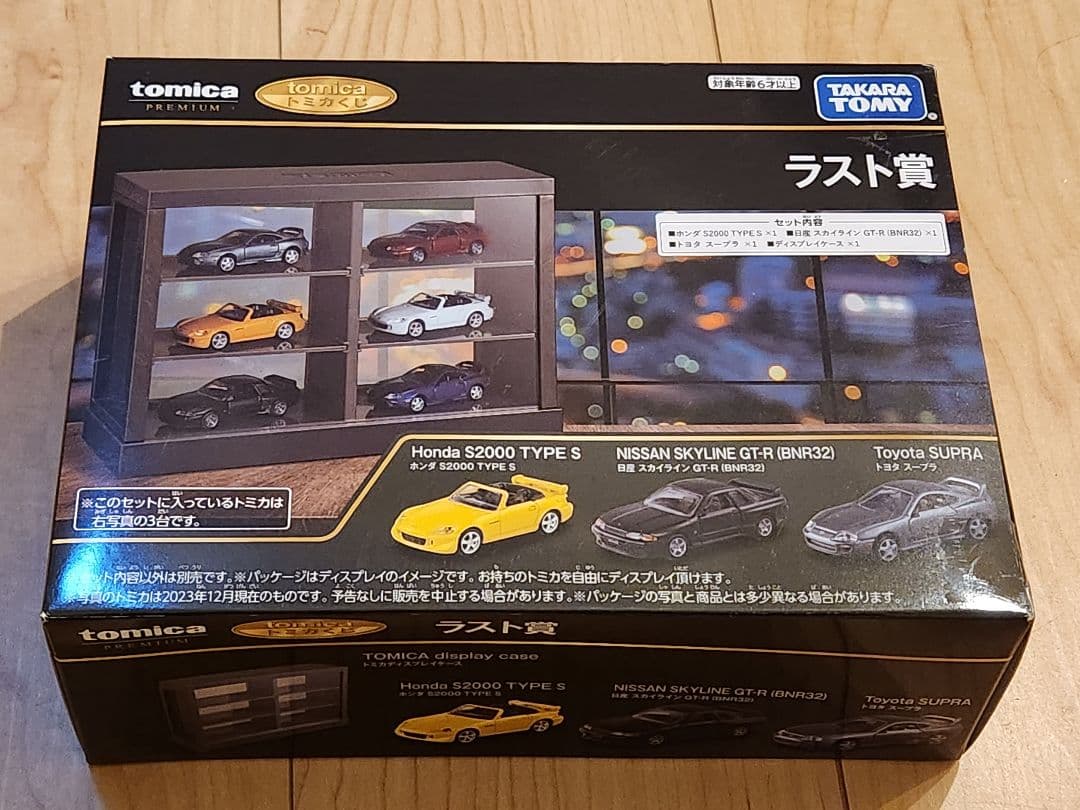 tomica
PREMIUM
tomica
トミカくじ
対象年齢6才以上
TAKARA
TOMY
ラスト賞
セット内容
■ホンダ S2000 TYPE S ×1 ■日産 スカイライン GT-R (BNR32) ×1
■トヨタ スープラ ×1 ■ディスプレイケース ×1
Honda S2000 TYPE S
ホンダ S2000 TYPE S
NISSAN SKYLINE GT-R (BNR32)
日産 スカイライン GT-R (BNR32)
Toyota SUPRA
トヨタ スープラ
※このセットに入っているトミカは
右写真の3台です。
ット内容以外は別売です。※パッケージはディスプレイのイメージです。お持ちのトミカを自由にディスプレイ頂けます。
写真のトミカは2023年12月現在のものです。予告なしに販売を中止する場合があります。※パッケージの写真と商品とは多少異なる場合があります。
tomica
PREMIUM
トミカくじ
ラスト賞
TOMICA display case
トミカディスプレイケース
Honda S2000 TYPE S
ホンダ S2000 TYPE S
NISSAN SKYLINE GT-R (BNR32)
日産 スカイライン GT-R (BNR32)
Toyota SUPRA
トヨタ スープラ